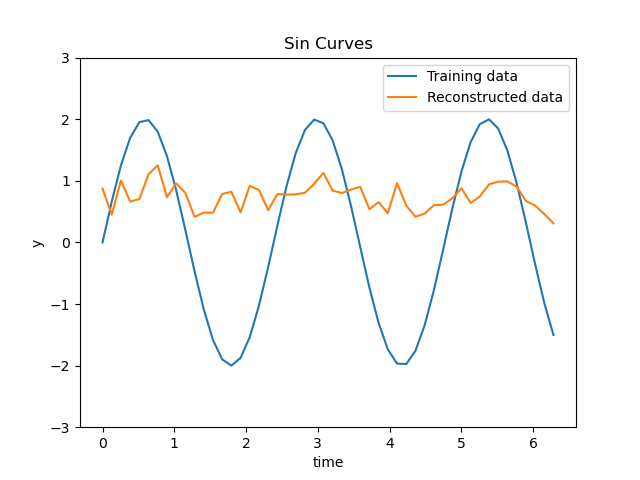 Sin Curves
Training data
Reconstructed data
3
2
1
0
−1
−2
−3
y
0 1 2 3 4 5 6
time